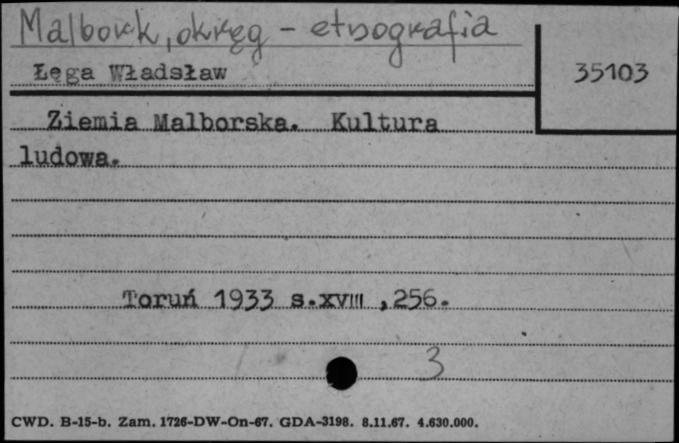 Malbork, okręg - etnografia
Łęga Władsław
35103
Ziemia Malborska. Kultura
ludowa.
Toruń 1933 s.XVIII ,256.
3
CWD. B-15-b. Zam. 1726-DW-On-67. GDA-3198. 8.11.67. 4.630.000.